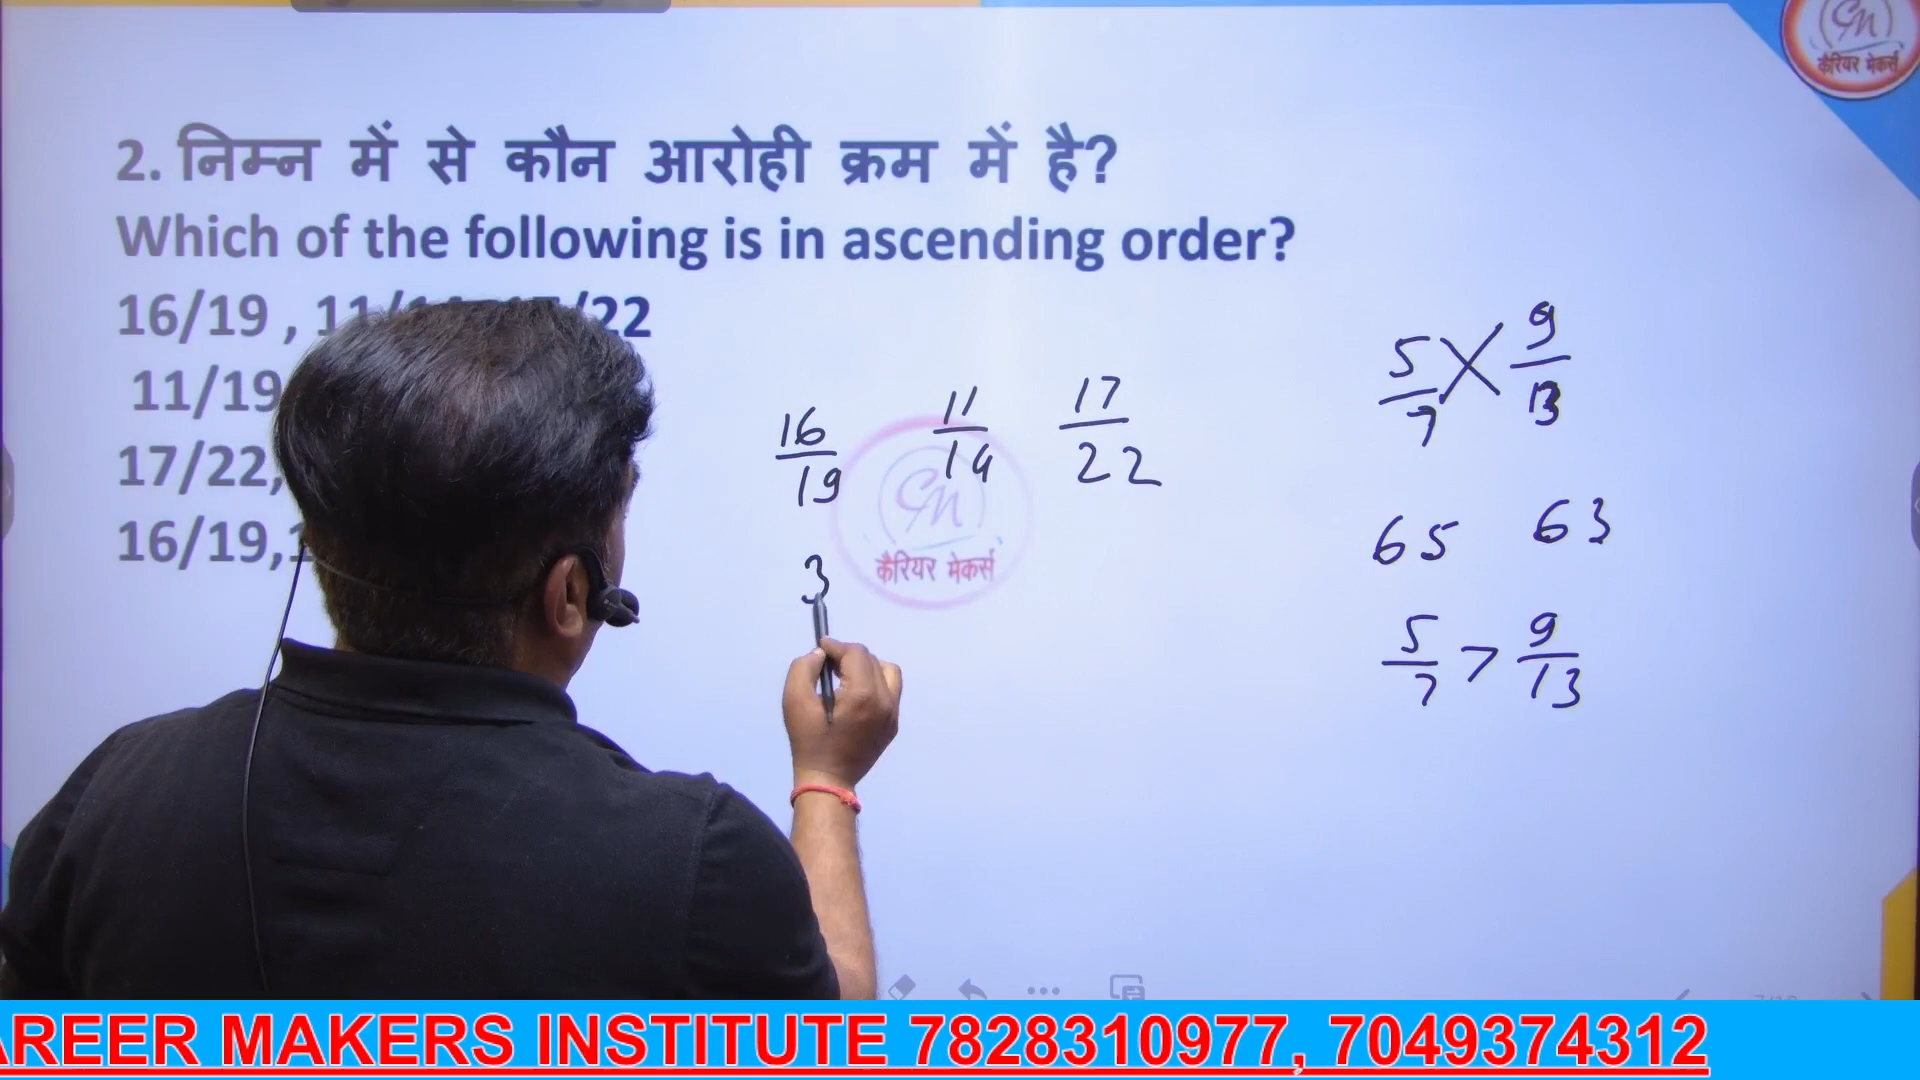 2. निम्न में से कौन आरोही क्रम में है?
Which of the following is in ascending order?
16/19 , 11/ /22
11/19
17/22,
16/19,
16/19 11/14 17/22
3
5/7 9/13
65 63
5/7 > 9/13
CM
कैरियर मेकर्स
CM
कैरियर मेकर्स
AREER MAKERS INSTITUTE 7828310977, 7049374312